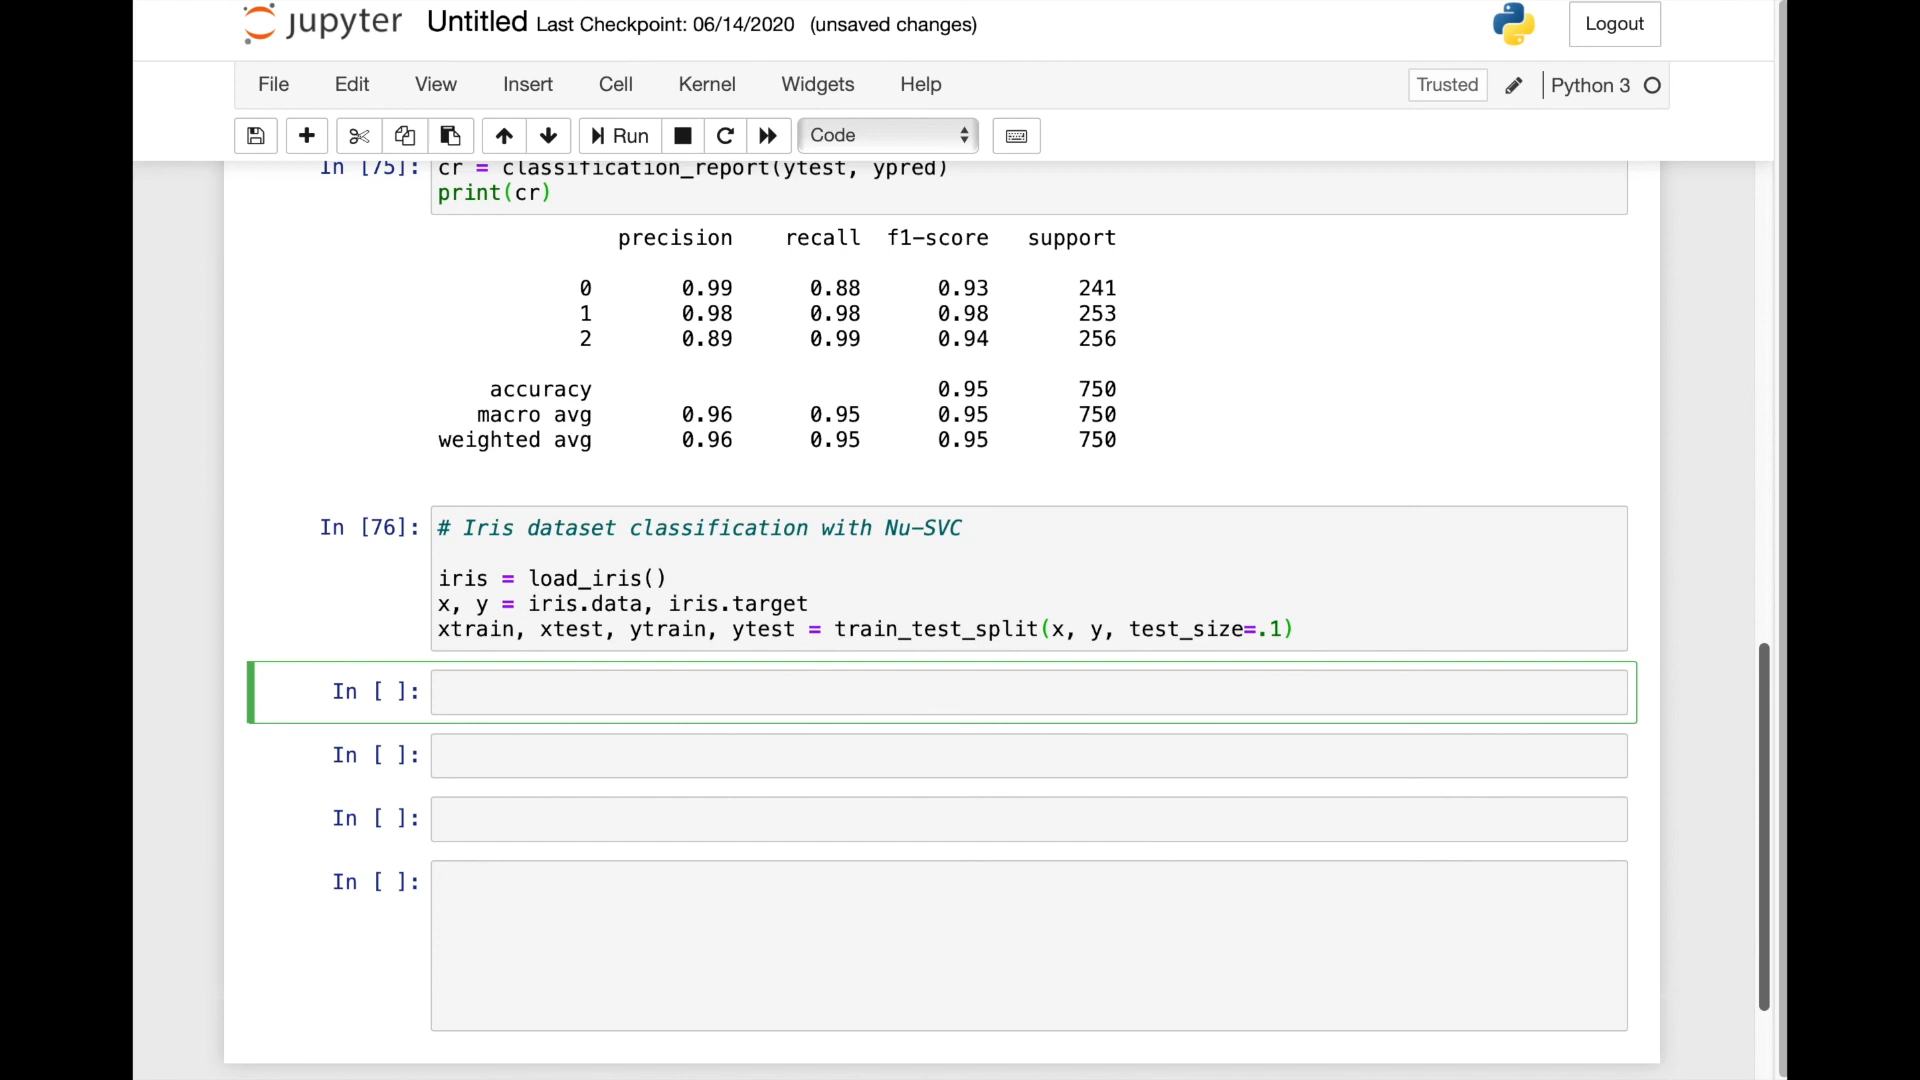 jupyter Untitled Last Checkpoint: 06/14/2020 (unsaved changes) Logout
File Edit View Insert Cell Kernel Widgets Help Trusted Python 3
Run Code
In [75]: cr = classification_report(ytest, ypred)
print(cr)
precision recall f1-score support
0 0.99 0.88 0.93 241
1 0.98 0.98 0.98 253
2 0.89 0.99 0.94 256
accuracy 0.95 750
macro avg 0.96 0.95 0.95 750
weighted avg 0.96 0.95 0.95 750
In [76]: # Iris dataset classification with Nu-SVC
iris = load_iris()
x, y = iris.data, iris.target
xtrain, xtest, ytrain, ytest = train_test_split(x, y, test_size=.1)
In [ ]:
In [ ]:
In [ ]:
In [ ]: